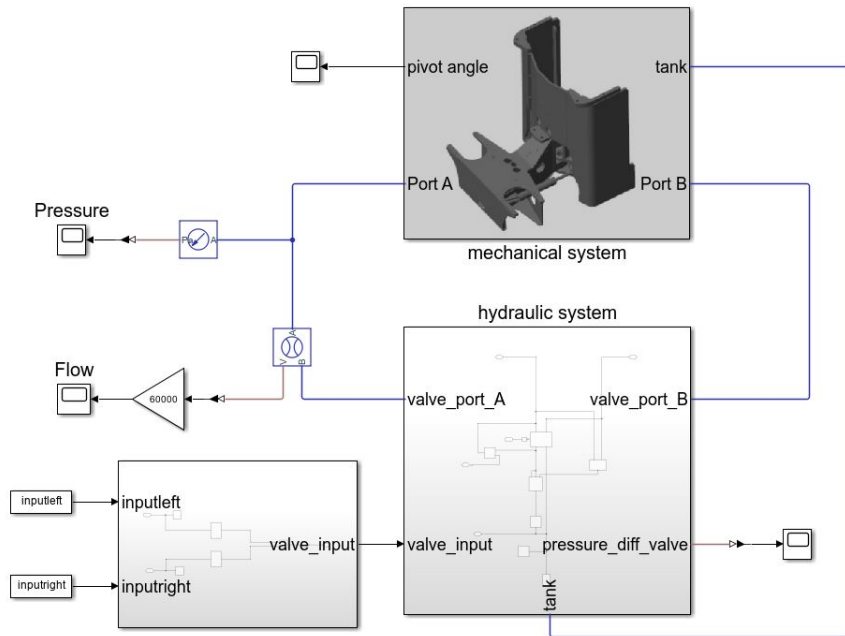 pivot angle
tank
Port A
Port B
mechanical system
Pressure
Pa
A
hydraulic system
A
V
B
Flow
60000
valve_port_A
valve_port_B
inputleft
inputleft
valve_input
valve_input
pressure_diff_valve
inputright
inputright
tank